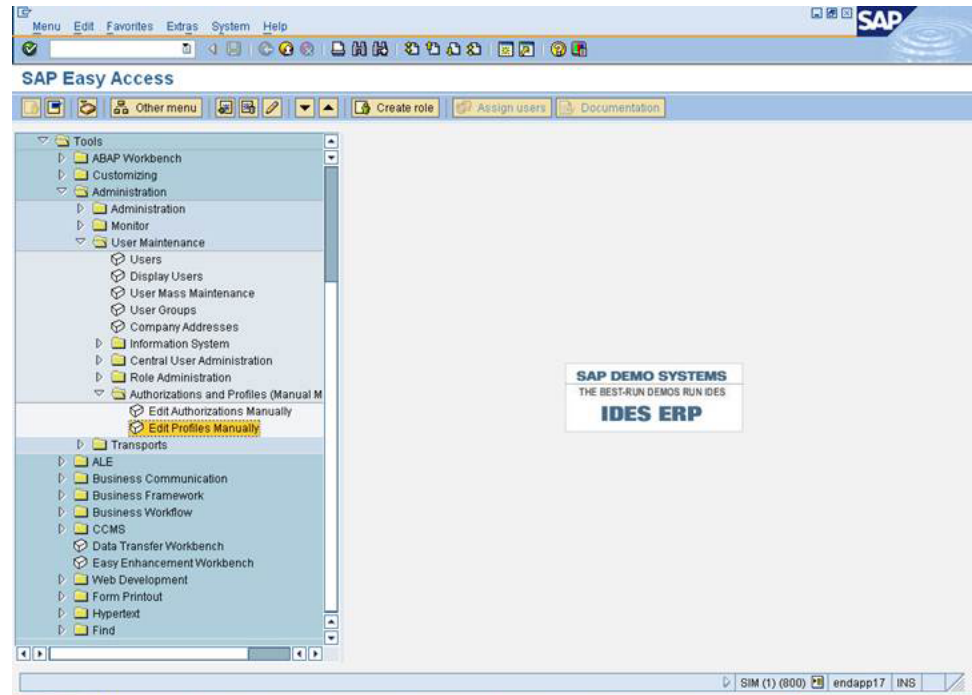 Menu Edit Favorites Extras System Help
SAP
SAP Easy Access
Other menu Create role Assign users Documentation
Tools
ABAP Workbench
Customizing
Administration
Administration
Monitor
User Maintenance
Users
Display Users
User Mass Maintenance
User Groups
Company Addresses
Information System
Central User Administration
Role Administration
Authorizations and Profiles (Manual M
Edit Authorizations Manually
Edit Profiles Manually
Transports
ALE
Business Communication
Business Framework
Business Workflow
CCMS
Data Transfer Workbench
Easy Enhancement Workbench
Web Development
Form Printout
Hypertext
Find
SAP DEMO SYSTEMS
THE BEST-RUN DEMOS RUN IDES
IDES ERP
SIM (1) (800) endapp17 INS